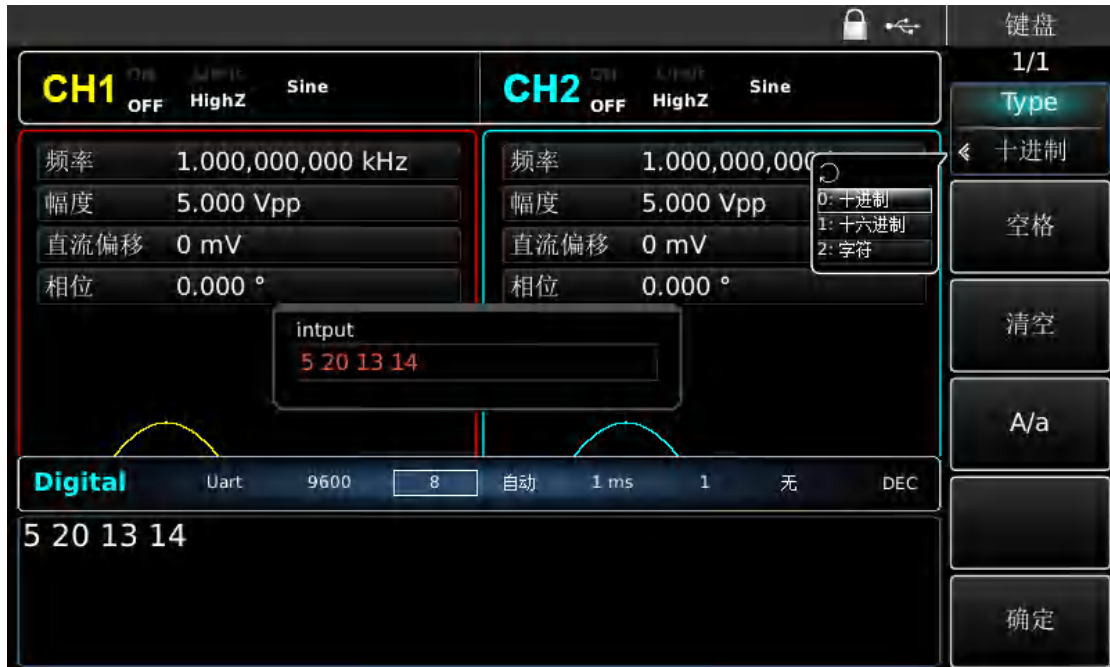 键盘
1/1
CH1 OFF HighZ Sine
CH2 OFF HighZ Sine
Type
十进制
频率 1.000,000,000 kHz
幅度 5.000 Vpp
直流偏移 0 mV
相位 0.000 °
频率 1.000,000,000
幅度 5.000 Vpp
直流偏移 0 mV
相位 0.000 °
0: 十进制
1: 十六进制
2: 字符
空格
清空
A/a
确定
intput
5 20 13 14
Digital Uart 9600 8 自动 1 ms 1 无 DEC
5 20 13 14